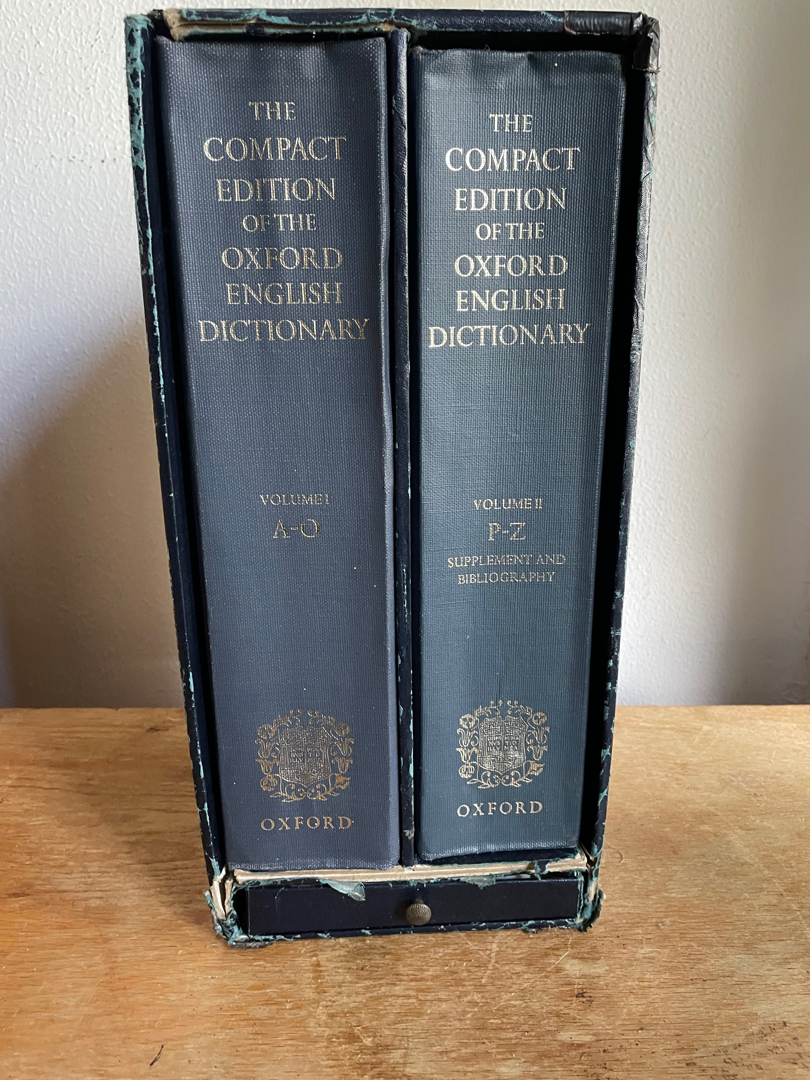 THE
COMPACT
EDITION
OF THE
OXFORD
ENGLISH
DICTIONARY
VOLUME I
A-O
OXFORD
THE
COMPACT
EDITION
OF THE
OXFORD
ENGLISH
DICTIONARY
VOLUME II
P-Z
SUPPLEMENT AND
BIBLIOGRAPHY
OXFORD